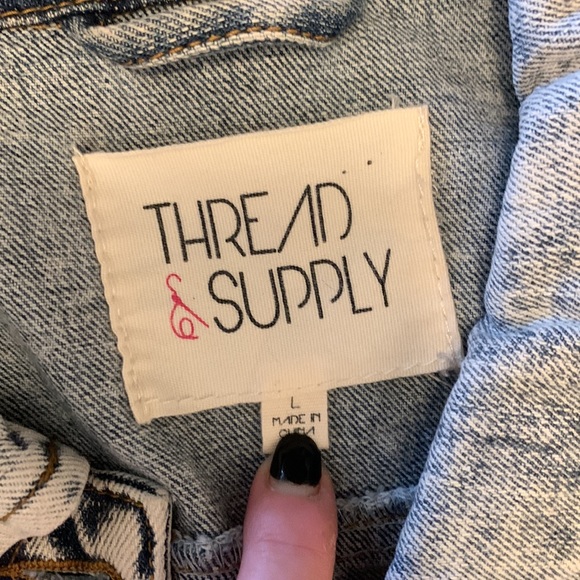 THREAD
& SUPPLY
L
MADE IN
CHINA